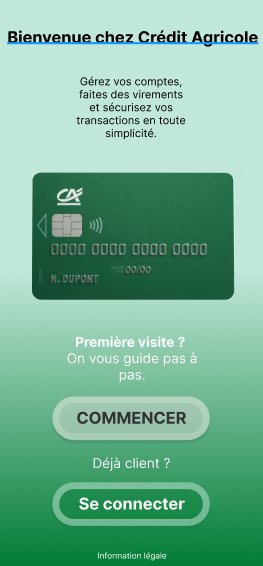 Bienvenue chez Crédit Agricole
Gérez vos comptes,
faites des virements
et sécurisez vos
transactions en toute
simplicité.
CA
0000 0000 0000 0000
00/00
M.DUPONT
Première visite ?
On vous guide pas à
pas.
COMMENCER
Déjà client ?
Se connecter
Information légale